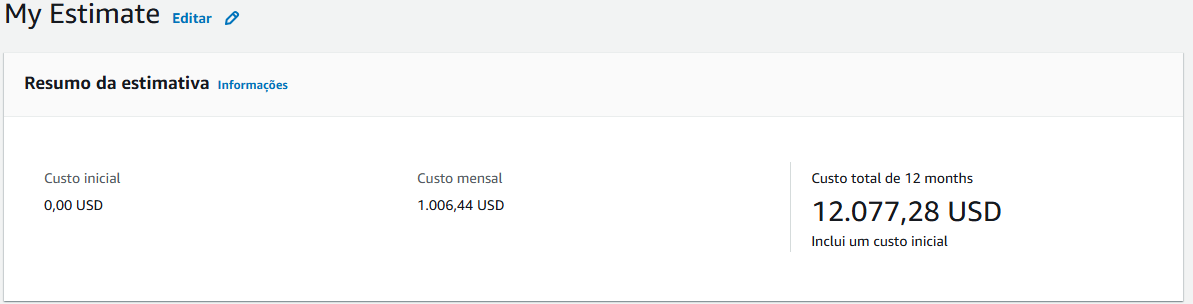 My Estimate Editar
Resumo da estimativa Informações
Custo inicial
0,00 USD
Custo mensal
1.006,44 USD
Custo total de 12 months
12.077,28 USD
Inclui um custo inicial